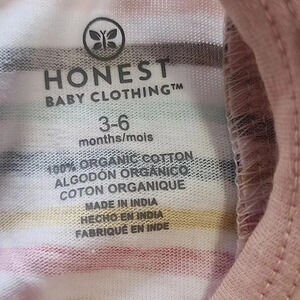 HONEST
BABY CLOTHING™
3-6
months/mois
100% ORGANIC COTTON
ALGODÓN ORGÁNICO
COTON ORGANIQUE
MADE IN INDIA
HECHO EN INDIA
FABRIQUÉ EN INDE